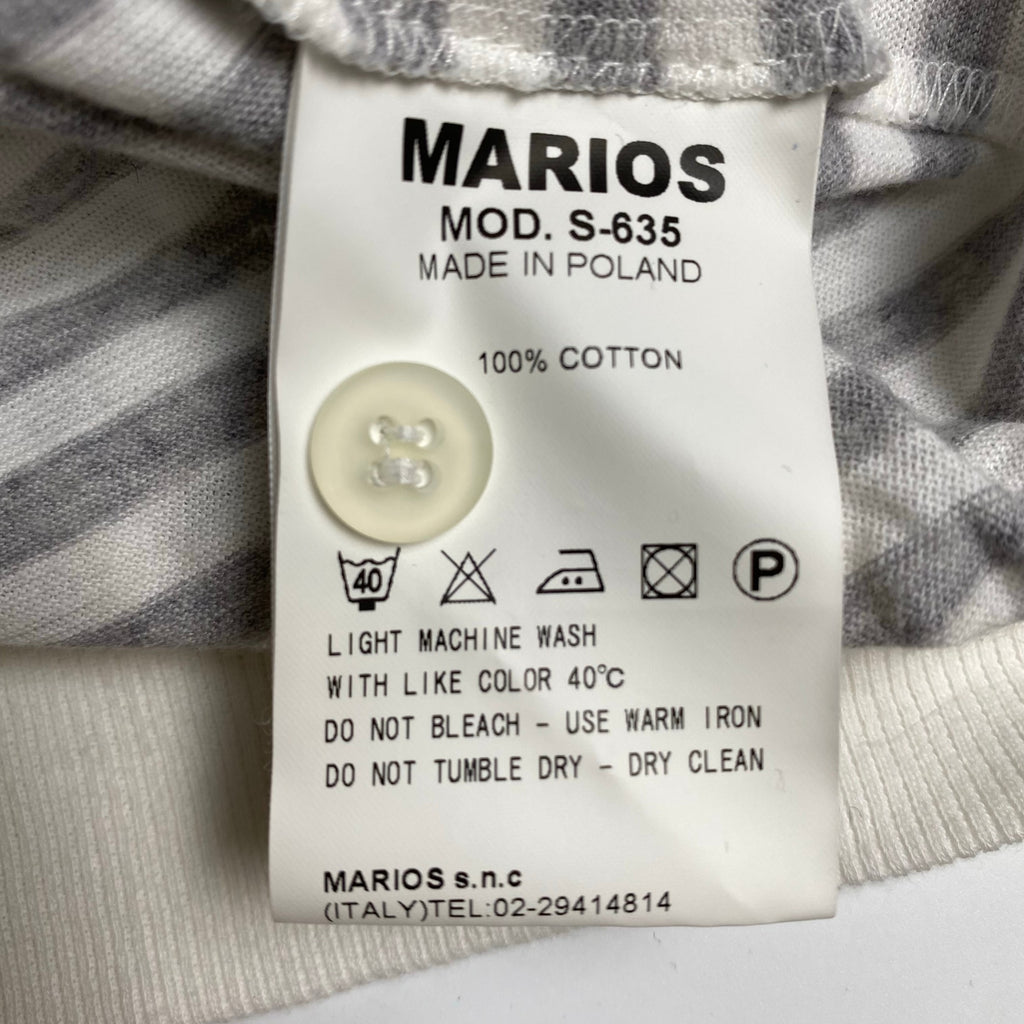 MARIOS
MOD. S-635
MADE IN POLAND
100% COTTON
40
P
LIGHT MACHINE WASH
WITH LIKE COLOR 40℃
DO NOT BLEACH - USE WARM IRON
DO NOT TUMBLE DRY - DRY CLEAN
MARIOS s.n.c
(ITALY)TEL:02-29414814